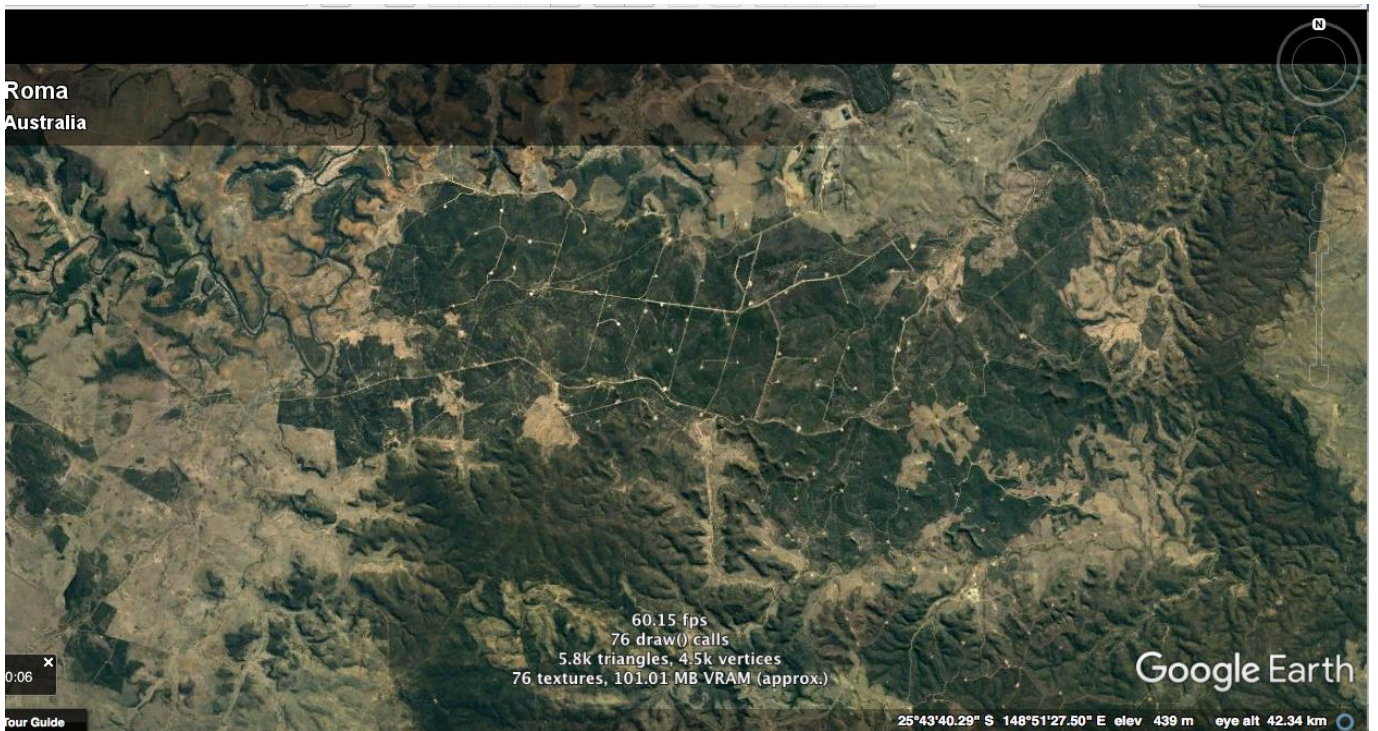 N
Roma
Australia
60.15 fps
76 draw() calls
5.8k triangles, 4.5k vertices
76 textures, 101.01 MB VRAM (approx.)
Google Earth
0:06
Tour Guide
25°43'40.29" S 148°51'27.50" E elev 439 m eye alt 42.34 km